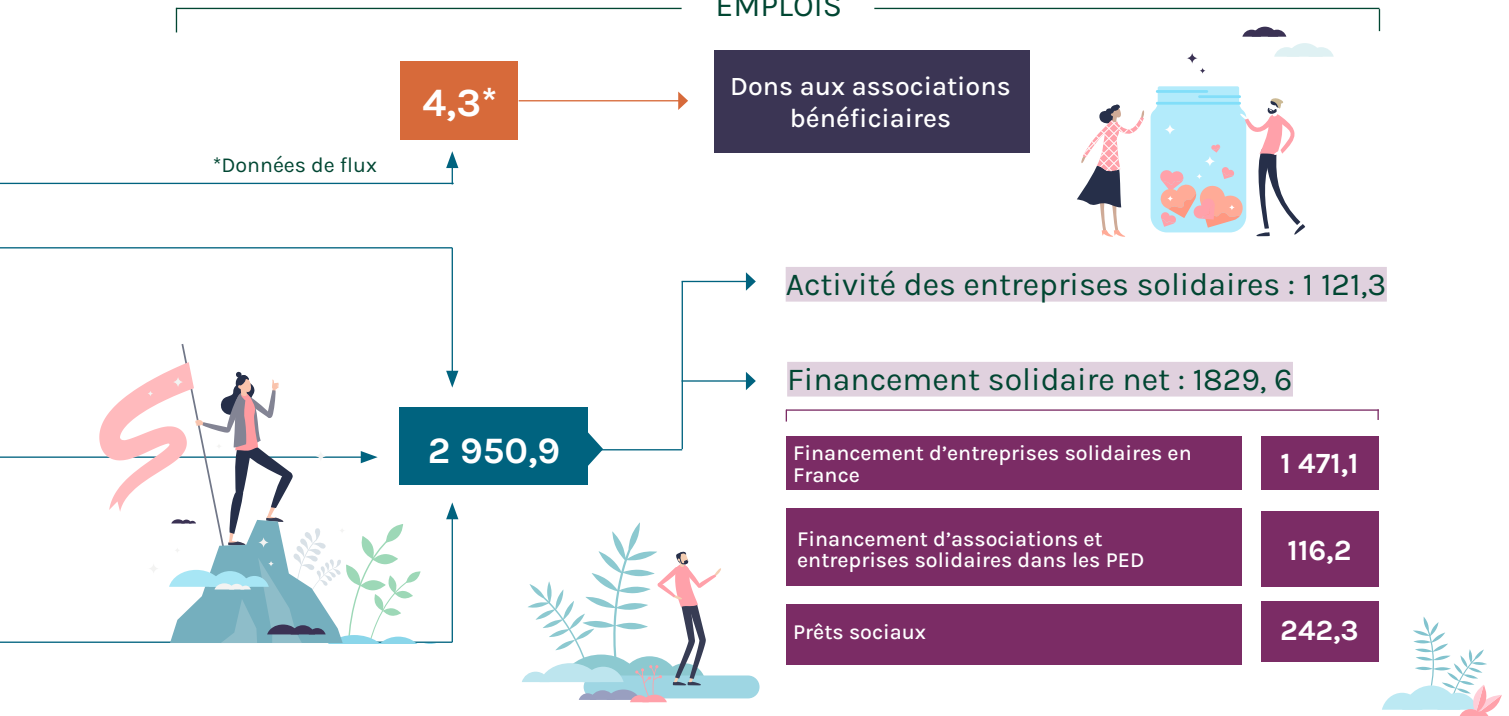 EMPLOIS
4,3*
Dons aux associations
bénéficiaires
*Données de flux
Activité des entreprises solidaires : 1 121,3
Financement solidaire net : 1829, 6
2 950,9
Financement d’entreprises solidaires en
France
1 471,1
Financement d’associations et
entreprises solidaires dans les PED
116,2
Prêts sociaux
242,3